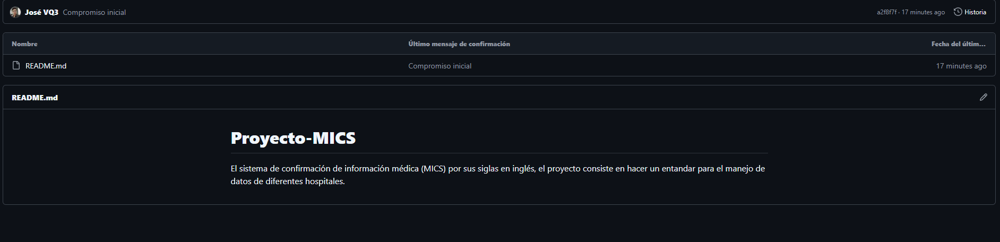 José VQ3 Compromiso inicial a2f8f7f · 17 minutes ago Historia
Nombre Último mensaje de confirmación Fecha del últim...
README.md Compromiso inicial 17 minutes ago
README.md
Proyecto-MICS
El sistema de confirmación de información médica (MICS) por sus siglas en inglés, el proyecto consiste en hacer un entandar para el manejo de
datos de diferentes hospitales.